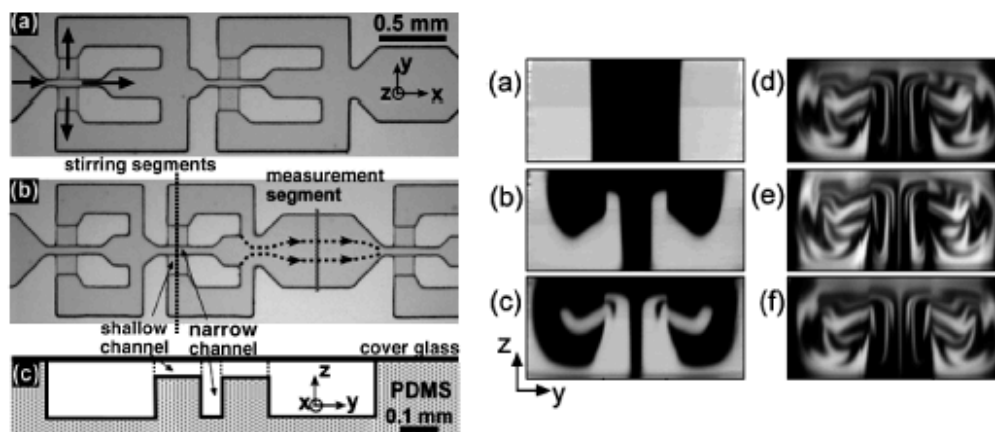 (a)
0.5 mm
y
z
x
stirring segments
(b)
measurement
segment
shallow
channel
narrow
channel
cover glass
(c)
z
x
y
PDMS
0.1 mm
(a)
(b)
(c)
z
y
(d)
(e)
(f)